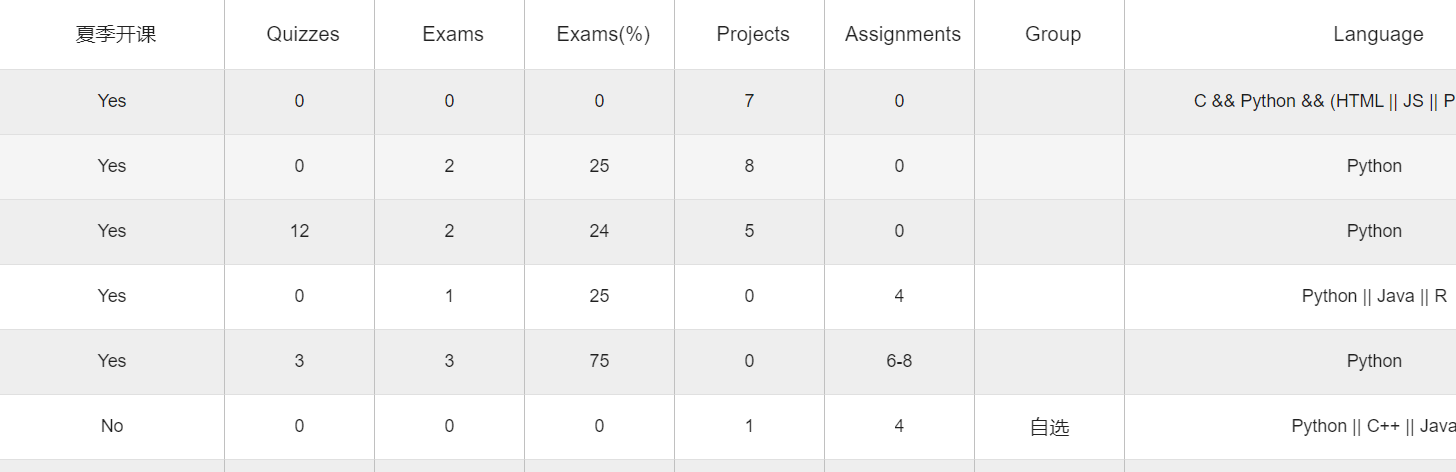 夏季开课 Quizzes Exams Exams(%) Projects Assignments Group Language
Yes 0 0 0 7 0 C && Python && (HTML || JS || P
Yes 0 2 25 8 0 Python
Yes 12 2 24 5 0 Python
Yes 0 1 25 0 4 Python || Java || R
Yes 3 3 75 0 6-8 Python
No 0 0 0 1 4 自选 Python || C++ || Java